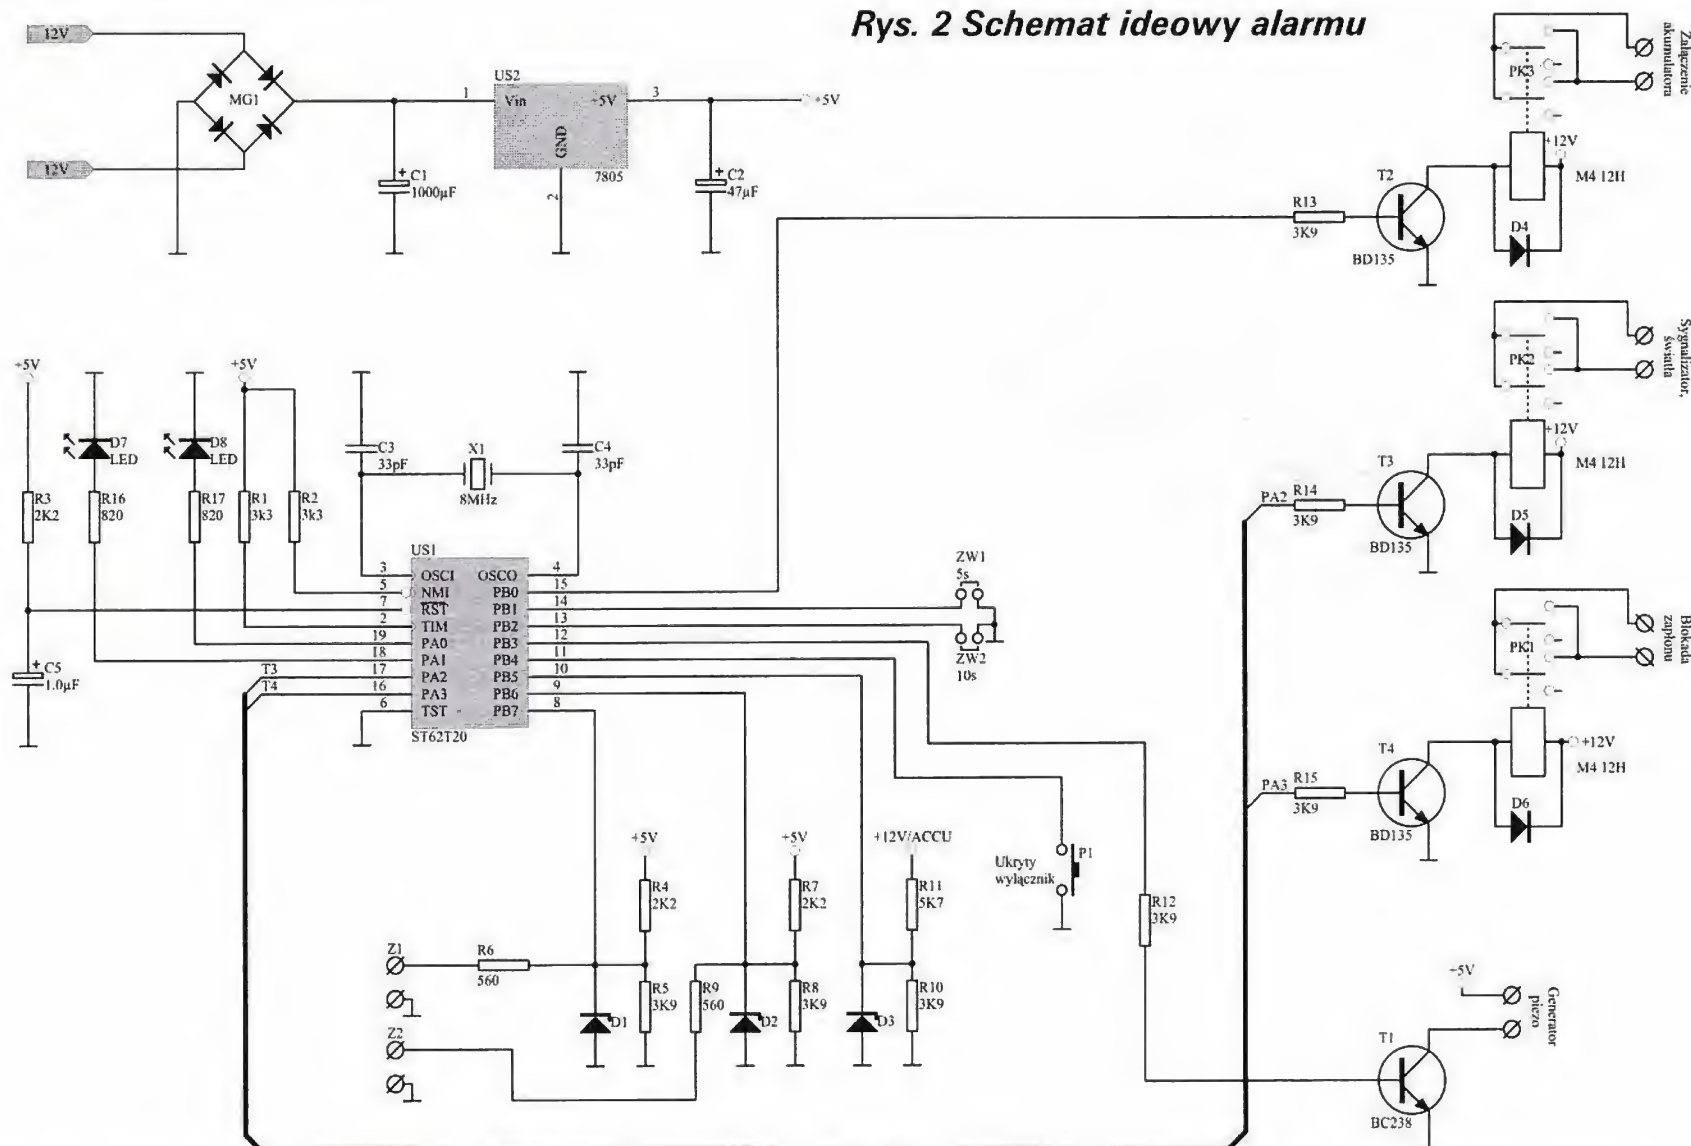 Rys. 2 Schemat ideowy alarmu
12V
12V
MG1
US2
1
Vin
+5V
3
GND
2
7805
+5V
C1
1000µF
C2
47µF
PK3
Załączenie
akumulatora
+12V
M4 12H
T2
R13
3K9
BD135
D4
PK2
Sygnalizator,
światła
+12V
M4 12H
T3
PA2
R14
3K9
BD135
D5
PK1
Blokada
zapłonu
+12V
M4 12H
T4
PA3
R15
3K9
BD135
D6
+5V
D7
LED
D8
LED
+5V
R3
2K2
R16
820
R17
820
R1
3k3
R2
3k3
C3
33pF
X1
8MHz
C4
33pF
C5
1.0µF
US1
3 OSCI OSCO 4
5 NMI PB0 15
7 RST PB1 14
2 TIM PB2 13
19 PA0 PB3 12
18 PA1 PB4 11
T3 17 PA2 PB5 10
T4 16 PA3 PB6 9
6 TST PB7 8
ST62T20
ZW1
5s
ZW2
10s
+5V
R4
2K2
+5V
R7
2K2
+12V/ACCU
R11
5K7
Ukryty
wyłącznik
P1
R12
3K9
Z1
R6
560
R5
3K9
R9
560
R8
3K9
R10
3K9
D1
D2
D3
Z2
+5V
Generator
piezo
T1
BC238